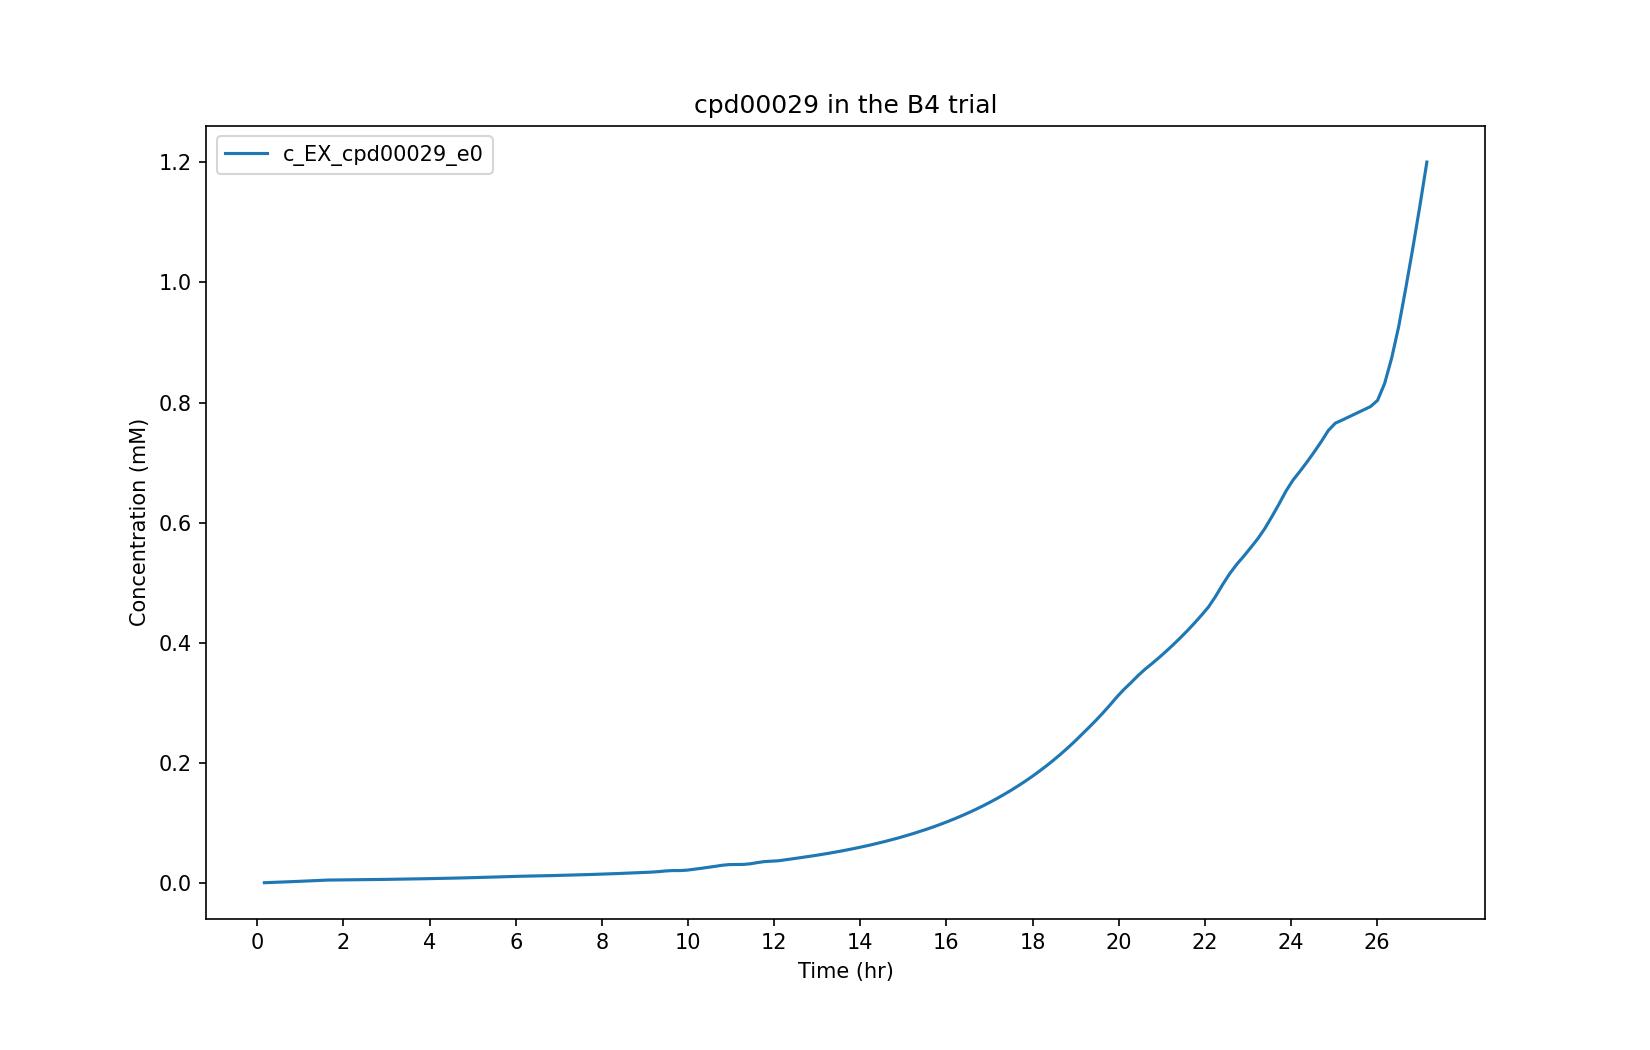 cpd00029 in the B4 trial
c_EX_cpd00029_e0
1.2
1.0
0.8
0.6
0.4
0.2
0.0
Concentration (mM)
0 2 4 6 8 10 12 14 16 18 20 22 24 26
Time (hr)